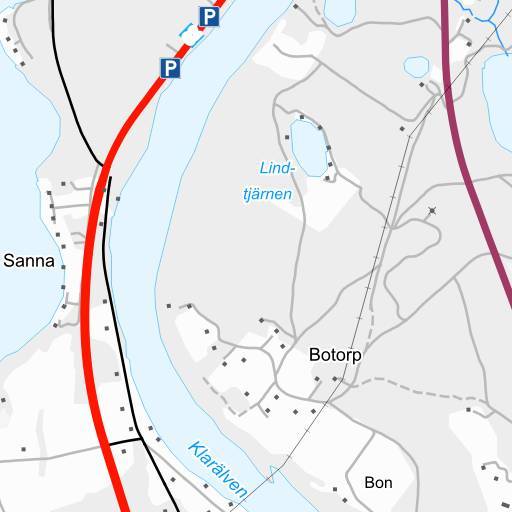 P
P
Lind-
tjärnen
Sanna
Botorp
Klarälven
Bon